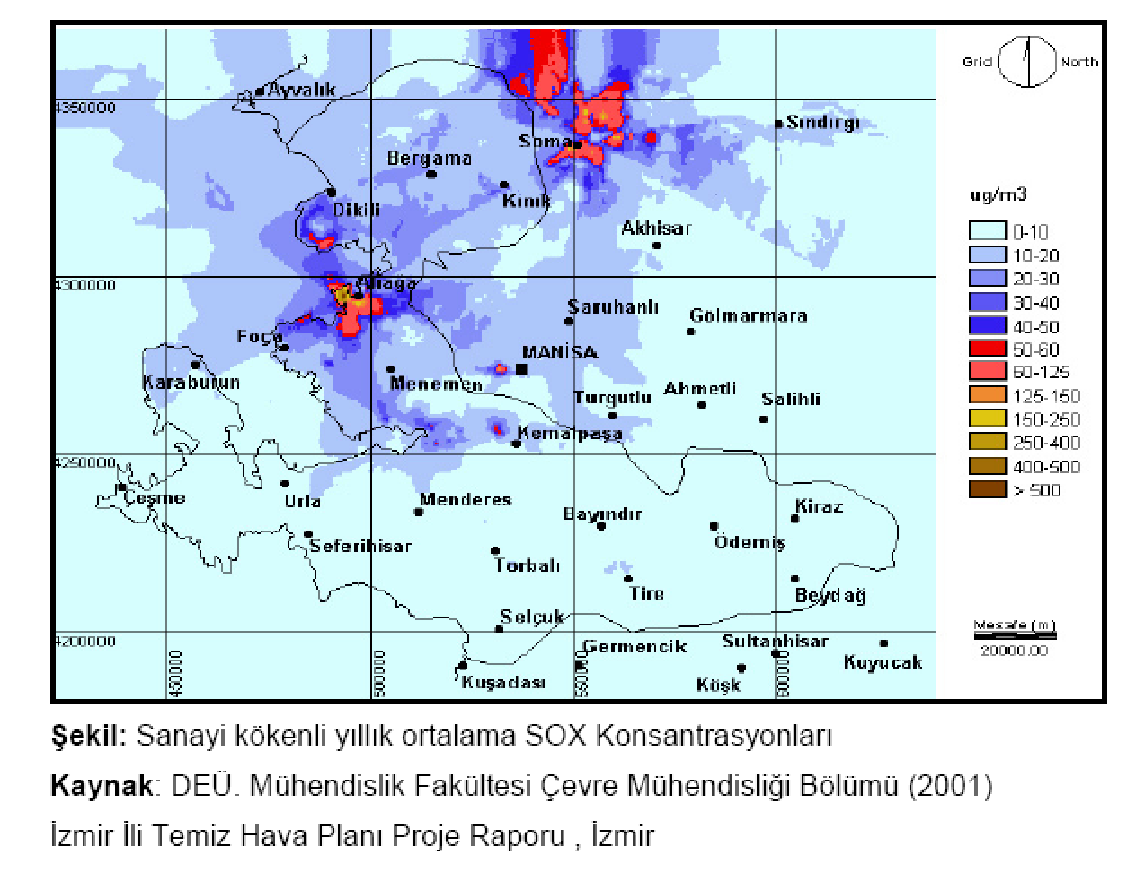 Grid North
Ayvalık
4350000
Sındırgı
Soma
Bergama
Kınık
Dikili
Akhisar
ug/m3
0-10
10-20
20-30
30-40
40-50
50-60
60-125
125-150
150-250
250-400
400-500
> 500
4300000
Aliağa
Saruhanlı
Gölmarmara
Foça
MANİSA
Karaburun
Menemen
Turgutlu
Ahmetli
Salihli
Kemalpaşa
4250000
Çeşme
Urla
Menderes
Bayındır
Kiraz
Seferihisar
Ödemiş
Torbalı
Tire
Beydağ
Selçuk
4200000
Germencik
Sultanhisar
Kuyucak
Kuşadası
Köşk
450000
500000
550000
600000
Mesafe (m)
20000.00
Şekil: Sanayi kökenli yıllık ortalama SOX Konsantrasyonları
Kaynak: DEÜ. Mühendislik Fakültesi Çevre Mühendisliği Bölümü (2001)
İzmir İli Temiz Hava Planı Proje Raporu , İzmir